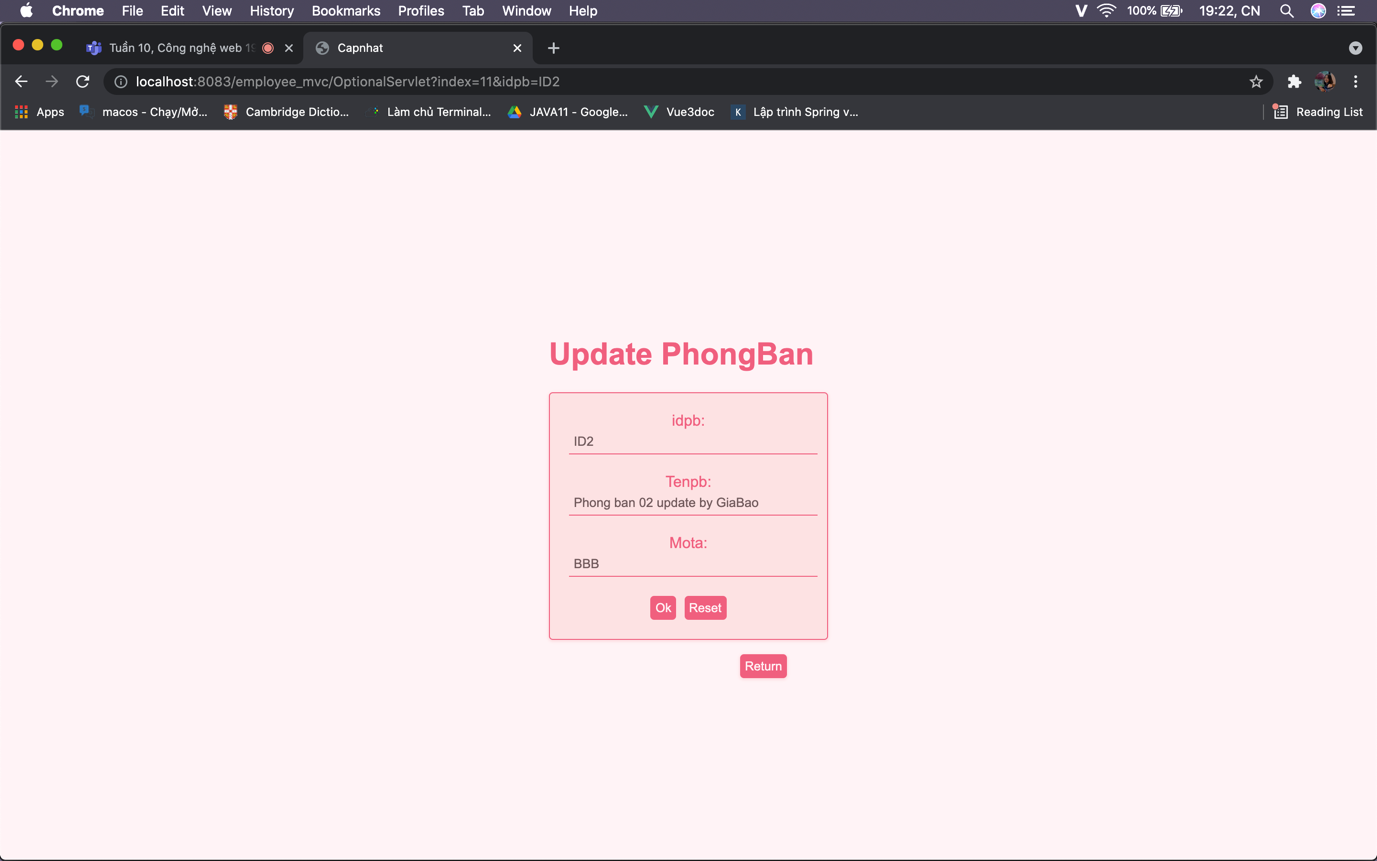 Chrome File Edit View History Bookmarks Profiles Tab Window Help V 100% 19:22, CN
Tuần 10, Công nghệ web Capnhat
localhost:8083/employee_mvc/OptionalServlet?index=11&idpb=ID2
Apps macos - Chạy/Mở... Cambridge Dictio... Làm chủ Terminal... JAVA11 - Google... Vue3doc K Lập trình Spring v... Reading List
Update PhongBan
idpb:
ID2
Tenpb:
Phong ban 02 update by GiaBao
Mota:
BBB
Ok Reset
Return